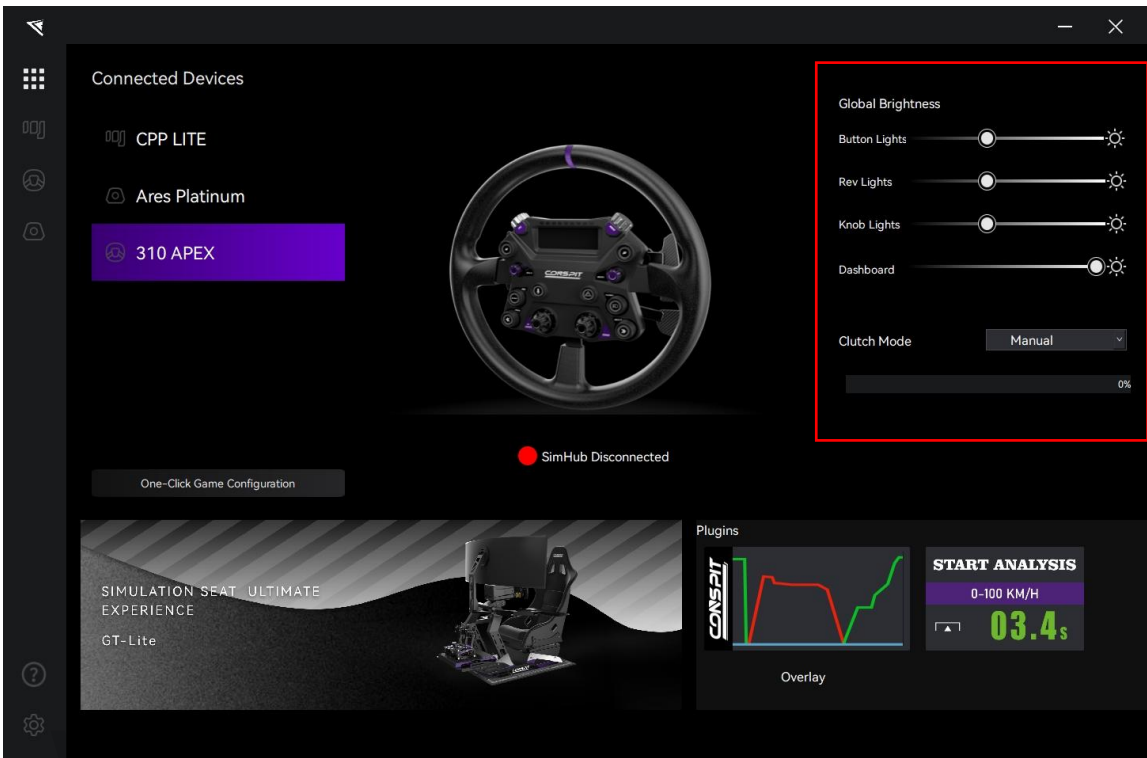 Connected Devices
CPP LITE
Ares Platinum
310 APEX
One-Click Game Configuration
CONSPIT
SimHub Disconnected
Global Brightness
Button Lights
Rev Lights
Knob Lights
Dashboard
Clutch Mode
Manual
0%
SIMULATION SEAT ULTIMATE
EXPERIENCE
GT-Lite
Plugins
CONSPIT
Overlay
START ANALYSIS
0-100 KM/H
03.4s